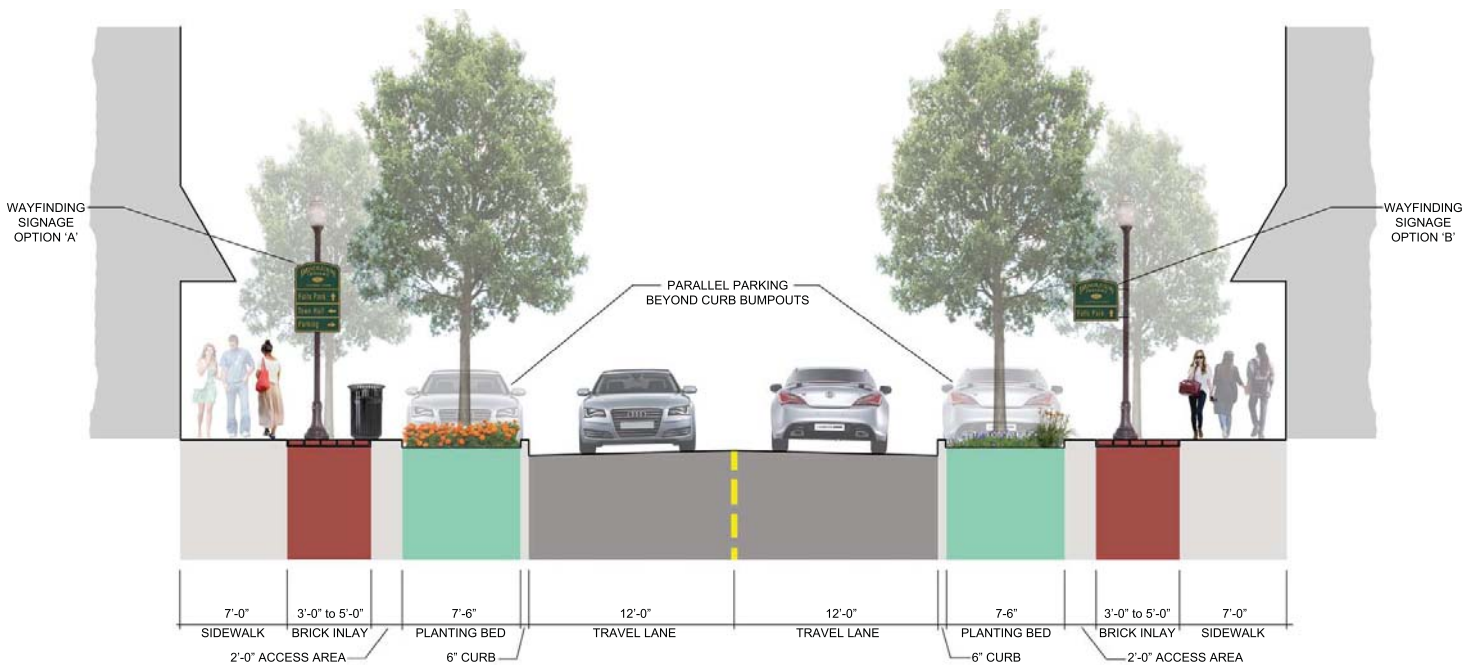 WAYFINDING
SIGNAGE
OPTION ‘A’
Falls Park
Town Hall
Parking
PARALLEL PARKING
BEYOND CURB BUMPOUTS
Falls Park
WAYFINDING
SIGNAGE
OPTION ‘B’
7’-0” 3’-0” to 5’-0” 7’-6” 12’-0” 12’-0” 7-6” 3’-0” to 5’-0” 7’-0”
SIDEWALK BRICK INLAY PLANTING BED TRAVEL LANE TRAVEL LANE PLANTING BED BRICK INLAY SIDEWALK
2’-0” ACCESS AREA 6” CURB 6” CURB 2’-0” ACCESS AREA